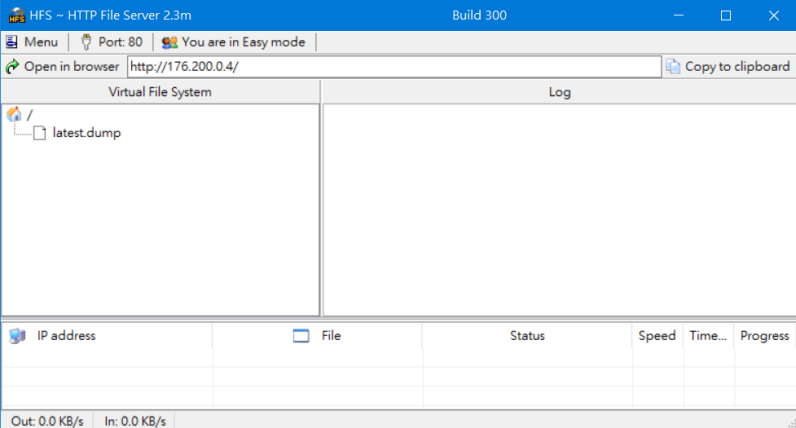 HFS ~ HTTP File Server 2.3m Build 300
Menu Port: 80 You are in Easy mode
Open in browser http://176.200.0.4/ Copy to clipboard
Virtual File System Log
/
latest.dump
IP address File Status Speed Time... Progress
Out: 0.0 KB/s In: 0.0 KB/s